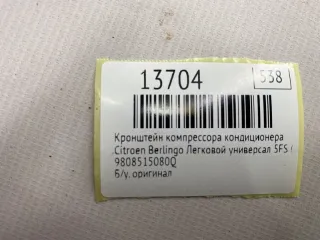 13704
538
Кронштейн компрессора кондиционера
Citroen Berlingo Легковой универсал 5FS (
9808515080Q
Б/у. оригинал